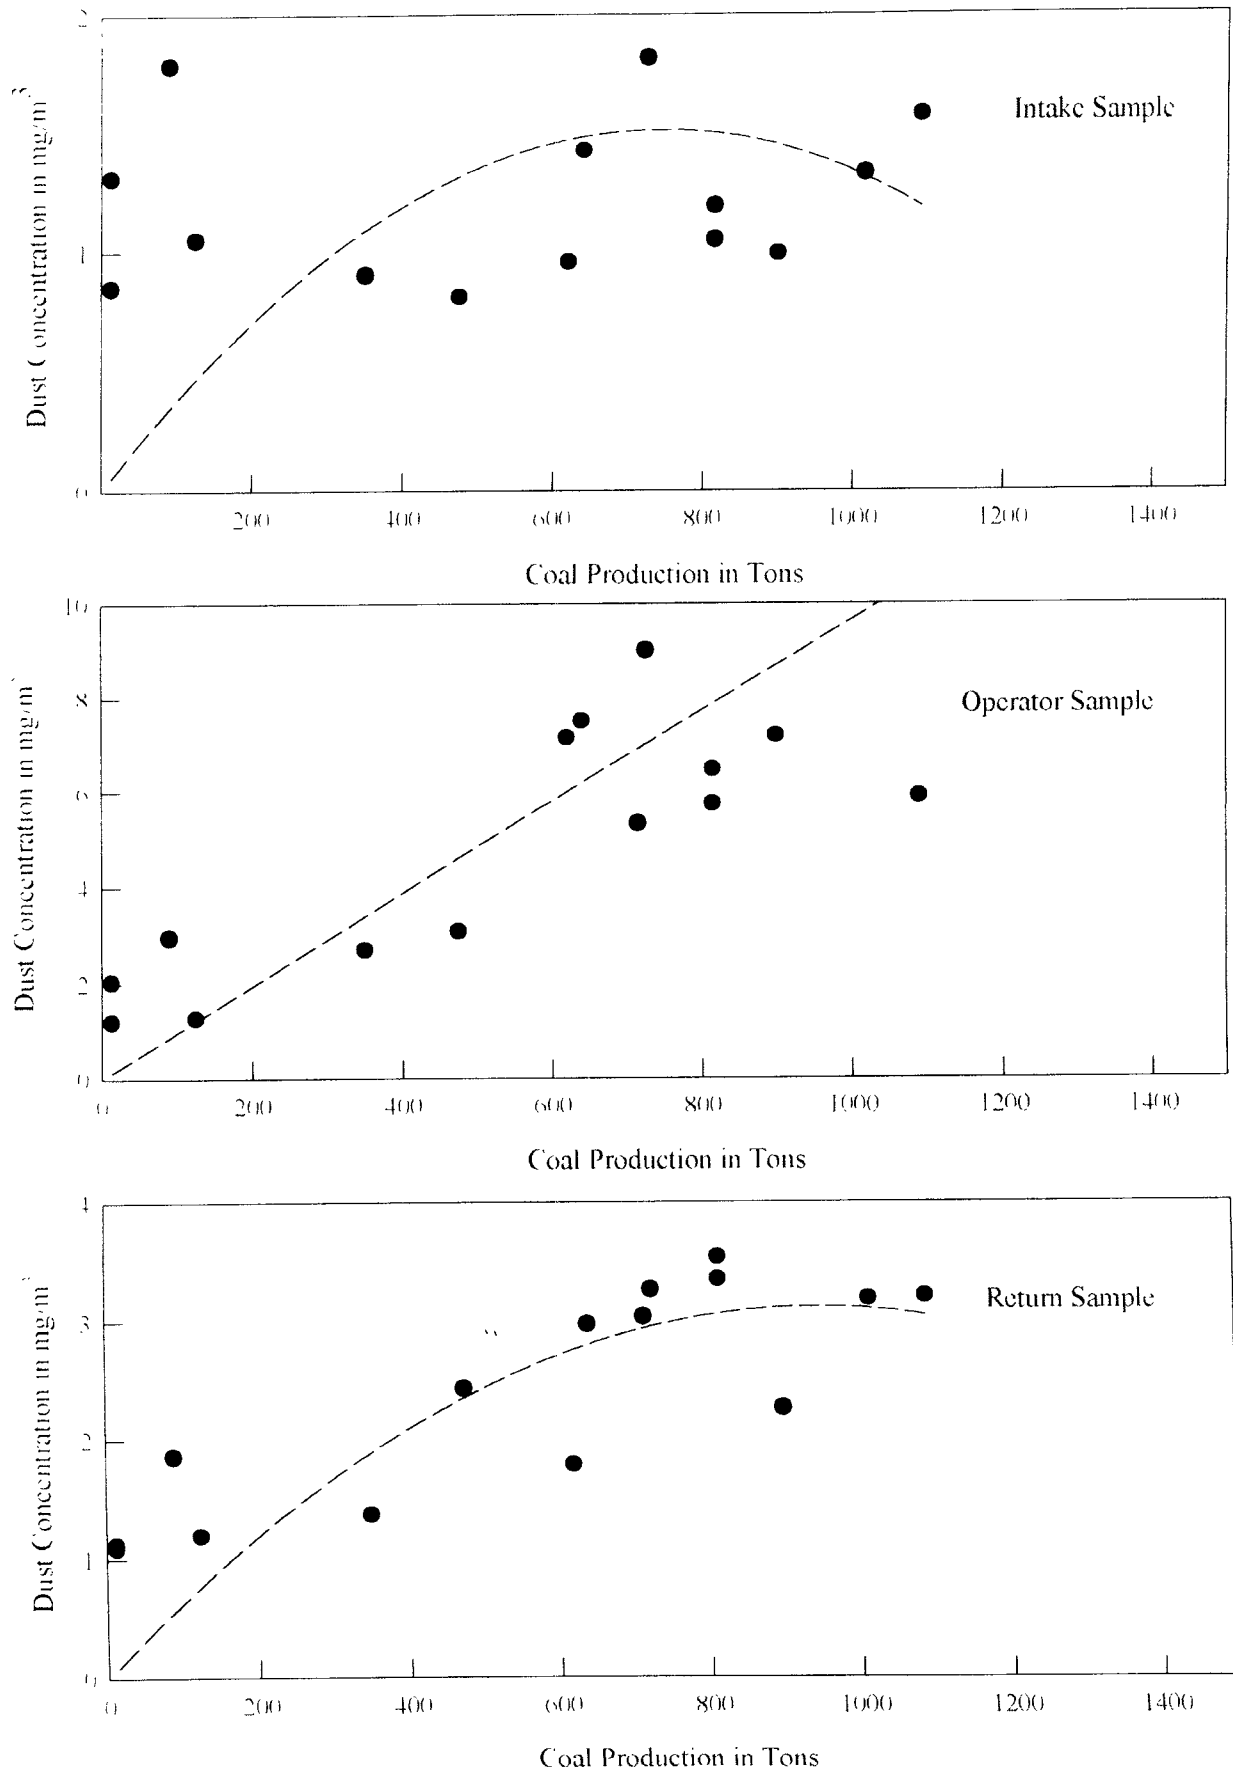 2
Intake Sample
Dust Concentration in mg/m3
1
0
200 400 600 800 1000 1200 1400
Coal Production in Tons
10
Operator Sample
8
Dust Concentration in mg/m
6
4
2
0
0 200 400 600 800 1000 1200 1400
Coal Production in Tons
4
Return Sample
3
Dust Concentration in mg/m3
2
1
0
0 200 400 600 800 1000 1200 1400
Coal Production in Tons